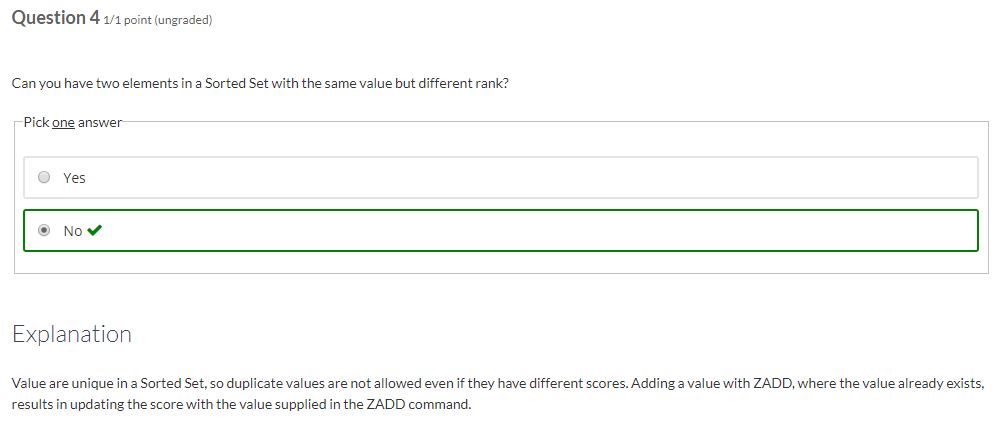 Question 4 1/1 point (ungraded)
Can you have two elements in a Sorted Set with the same value but different rank?
Pick one answer
Yes
No
Explanation
Value are unique in a Sorted Set, so duplicate values are not allowed even if they have different scores. Adding a value with ZADD, where the value already exists,
results in updating the score with the value supplied in the ZADD command.